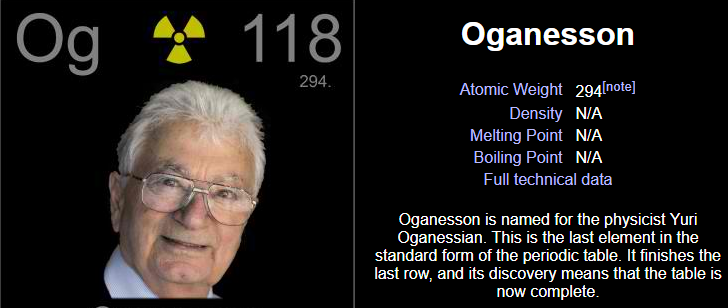 Og 118
294.
Oganesson
Atomic Weight 294[note]
Density N/A
Melting Point N/A
Boiling Point N/A
Full technical data
Oganesson is named for the physicist Yuri
Oganessian. This is the last element in the
standard form of the periodic table. It finishes the
last row, and its discovery means that the table is
now complete.